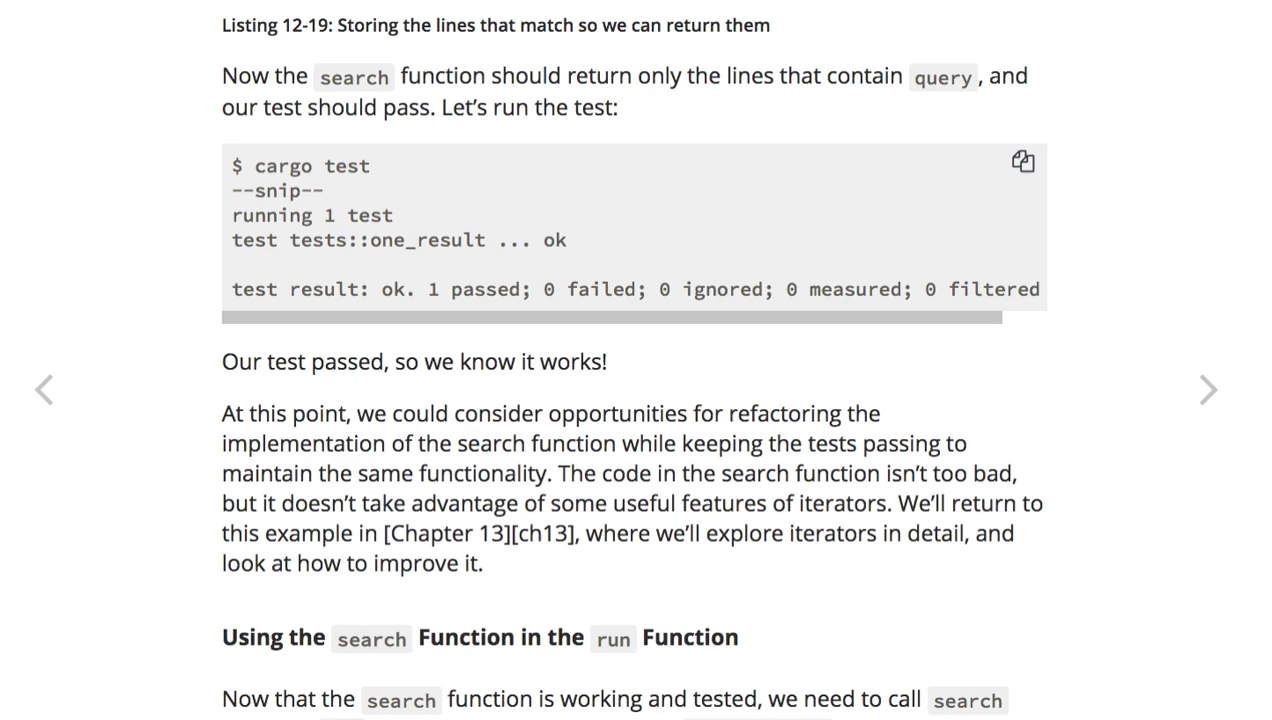 Listing 12-19: Storing the lines that match so we can return them
Now the search function should return only the lines that contain query, and
our test should pass. Let’s run the test:
$ cargo test
--snip--
running 1 test
test tests::one_result ... ok
test result: ok. 1 passed; 0 failed; 0 ignored; 0 measured; 0 filtered
Our test passed, so we know it works!
At this point, we could consider opportunities for refactoring the
implementation of the search function while keeping the tests passing to
maintain the same functionality. The code in the search function isn’t too bad,
but it doesn’t take advantage of some useful features of iterators. We’ll return to
this example in [Chapter 13][ch13], where we’ll explore iterators in detail, and
look at how to improve it.
Using the search Function in the run Function
Now that the search function is working and tested, we need to call search